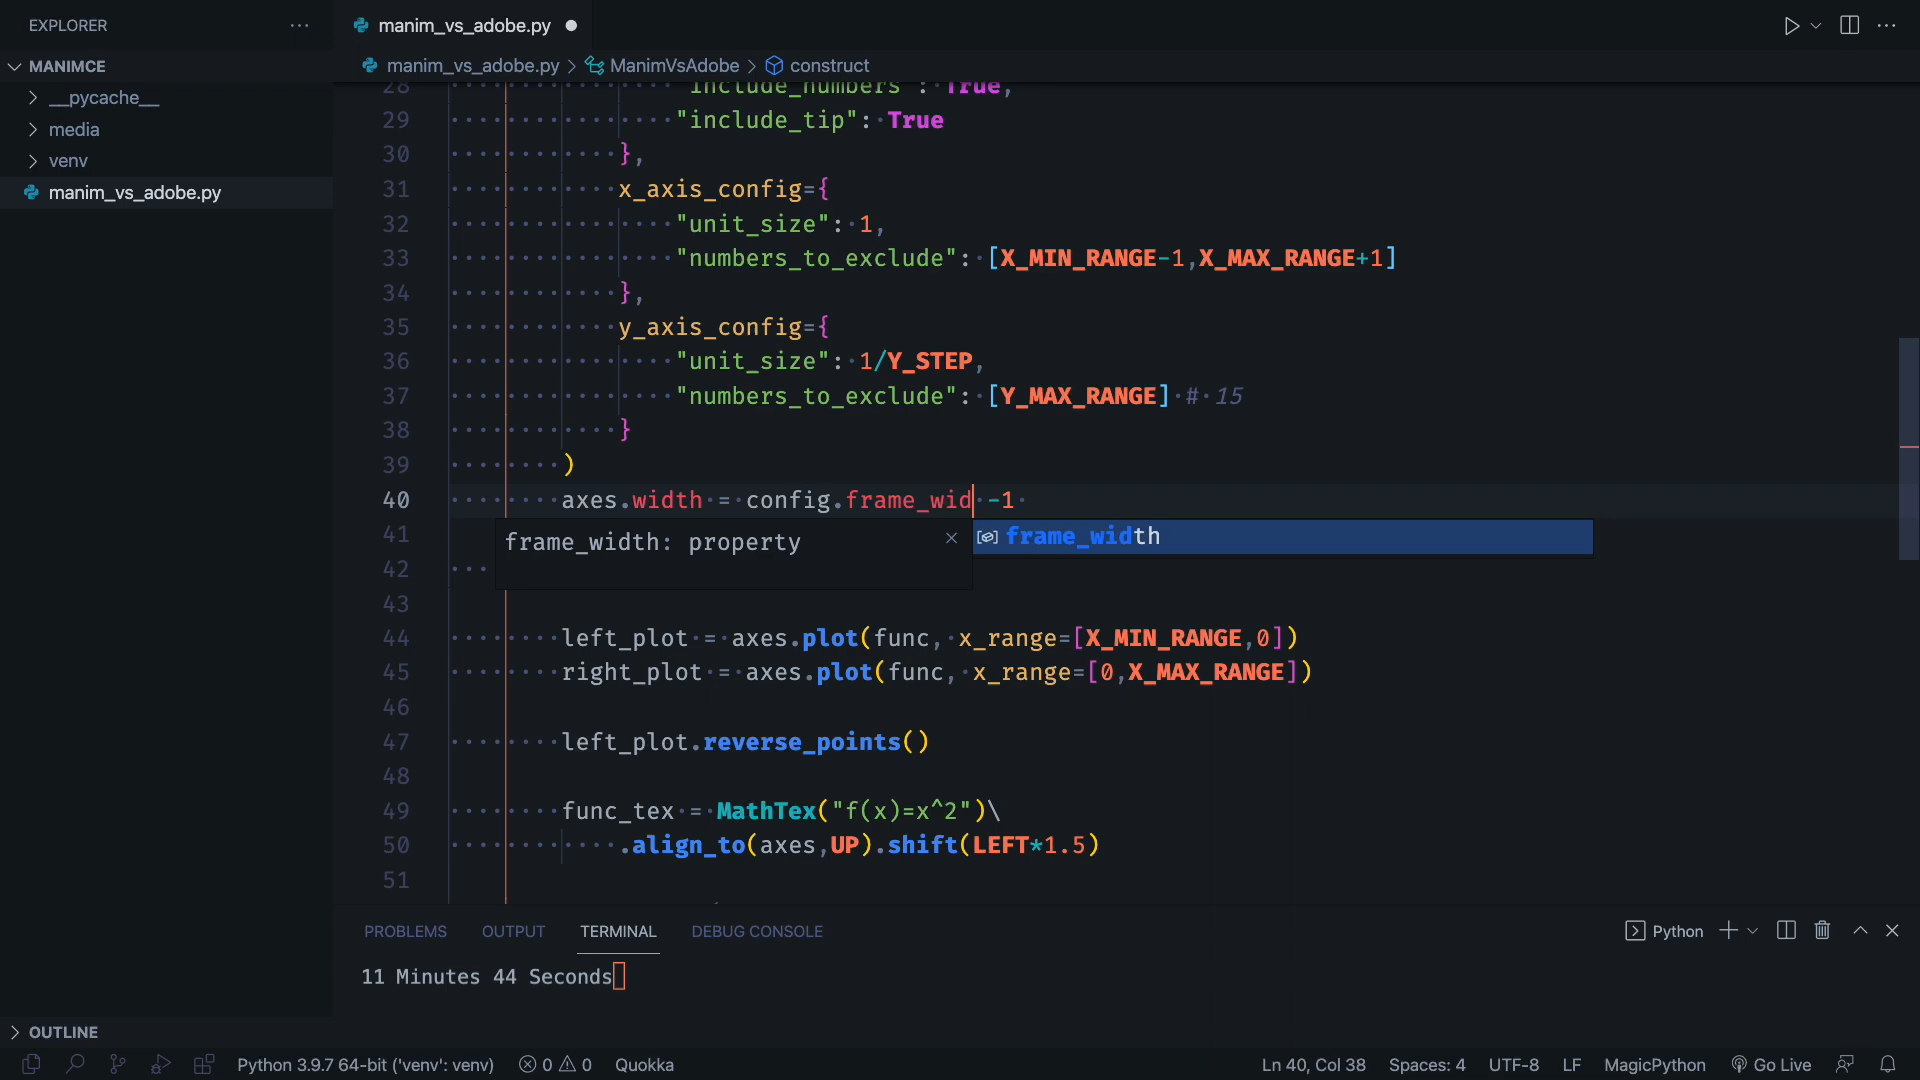 EXPLORER
manim_vs_adobe.py
MANIMCE
manim_vs_adobe.py > ManimVsAdobe > construct
__pycache__
media
venv
manim_vs_adobe.py
28 "include_numbers": True,
29 "include_tip": True
30 },
31 x_axis_config={
32 "unit_size": 1,
33 "numbers_to_exclude": [X_MIN_RANGE-1,X_MAX_RANGE+1]
34 },
35 y_axis_config={
36 "unit_size": 1/Y_STEP,
37 "numbers_to_exclude": [Y_MAX_RANGE] # 15
38 }
39 )
40 axes.width = config.frame_wid -1
41
frame_width: property
frame_width
42
43
44 left_plot = axes.plot(func, x_range=[X_MIN_RANGE,0])
45 right_plot = axes.plot(func, x_range=[0,X_MAX_RANGE])
46
47 left_plot.reverse_points()
48
49 func_tex = MathTex("f(x)=x^2")\
50 .align_to(axes,UP).shift(LEFT*1.5)
51
PROBLEMS OUTPUT TERMINAL DEBUG CONSOLE
Python
11 Minutes 44 Seconds
OUTLINE
Python 3.9.7 64-bit ('venv': venv) 0 0 Quokka
Ln 40, Col 38 Spaces: 4 UTF-8 LF MagicPython Go Live